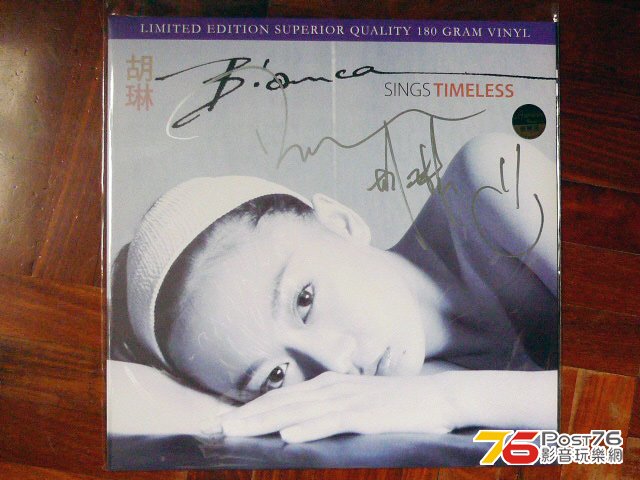 LIMITED EDITION SUPERIOR QUALITY 180 GRAM VINYL
胡琳
Bianca
SINGS TIMELESS
76 Post76
影音玩樂網